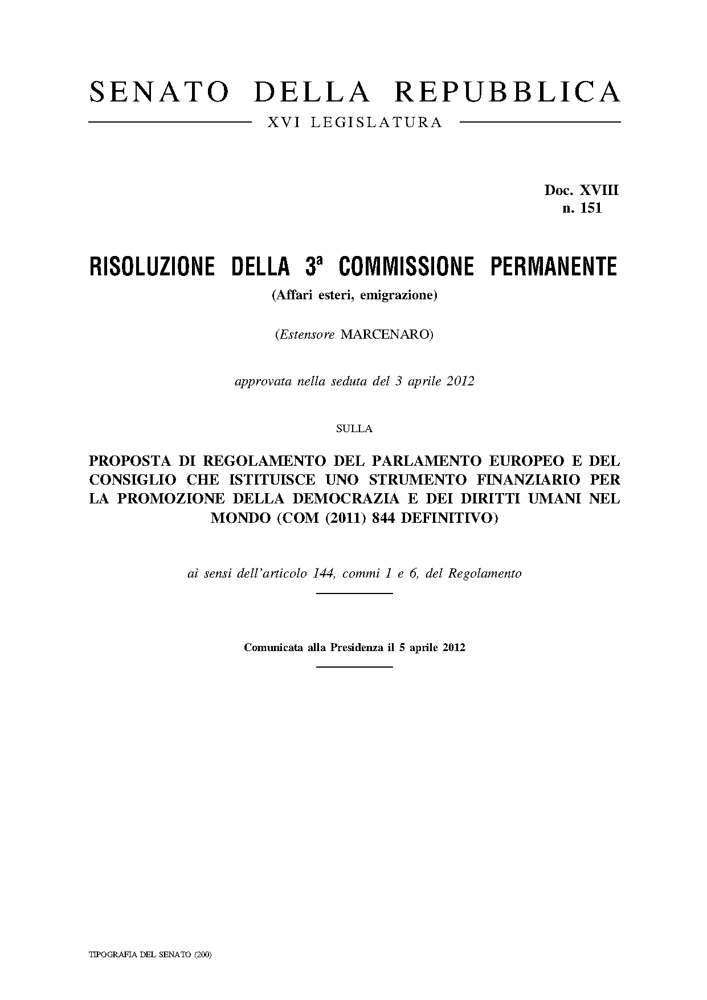 SENATO DELLA REPUBBLICA
XVI LEGISLATURA
Doc. XVIII
n. 151
RISOLUZIONE DELLA 3ª COMMISSIONE PERMANENTE
(Affari esteri, emigrazione)
(Estensore MARCENARO)
approvata nella seduta del 3 aprile 2012
SULLA
PROPOSTA DI REGOLAMENTO DEL PARLAMENTO EUROPEO E DEL
CONSIGLIO CHE ISTITUISCE UNO STRUMENTO FINANZIARIO PER
LA PROMOZIONE DELLA DEMOCRAZIA E DEI DIRITTI UMANI NEL
MONDO (COM (2011) 844 DEFINITIVO)
ai sensi dell'articolo 144, commi 1 e 6, del Regolamento
Comunicata alla Presidenza il 5 aprile 2012
TIPOGRAFIA DEL SENATO (200)